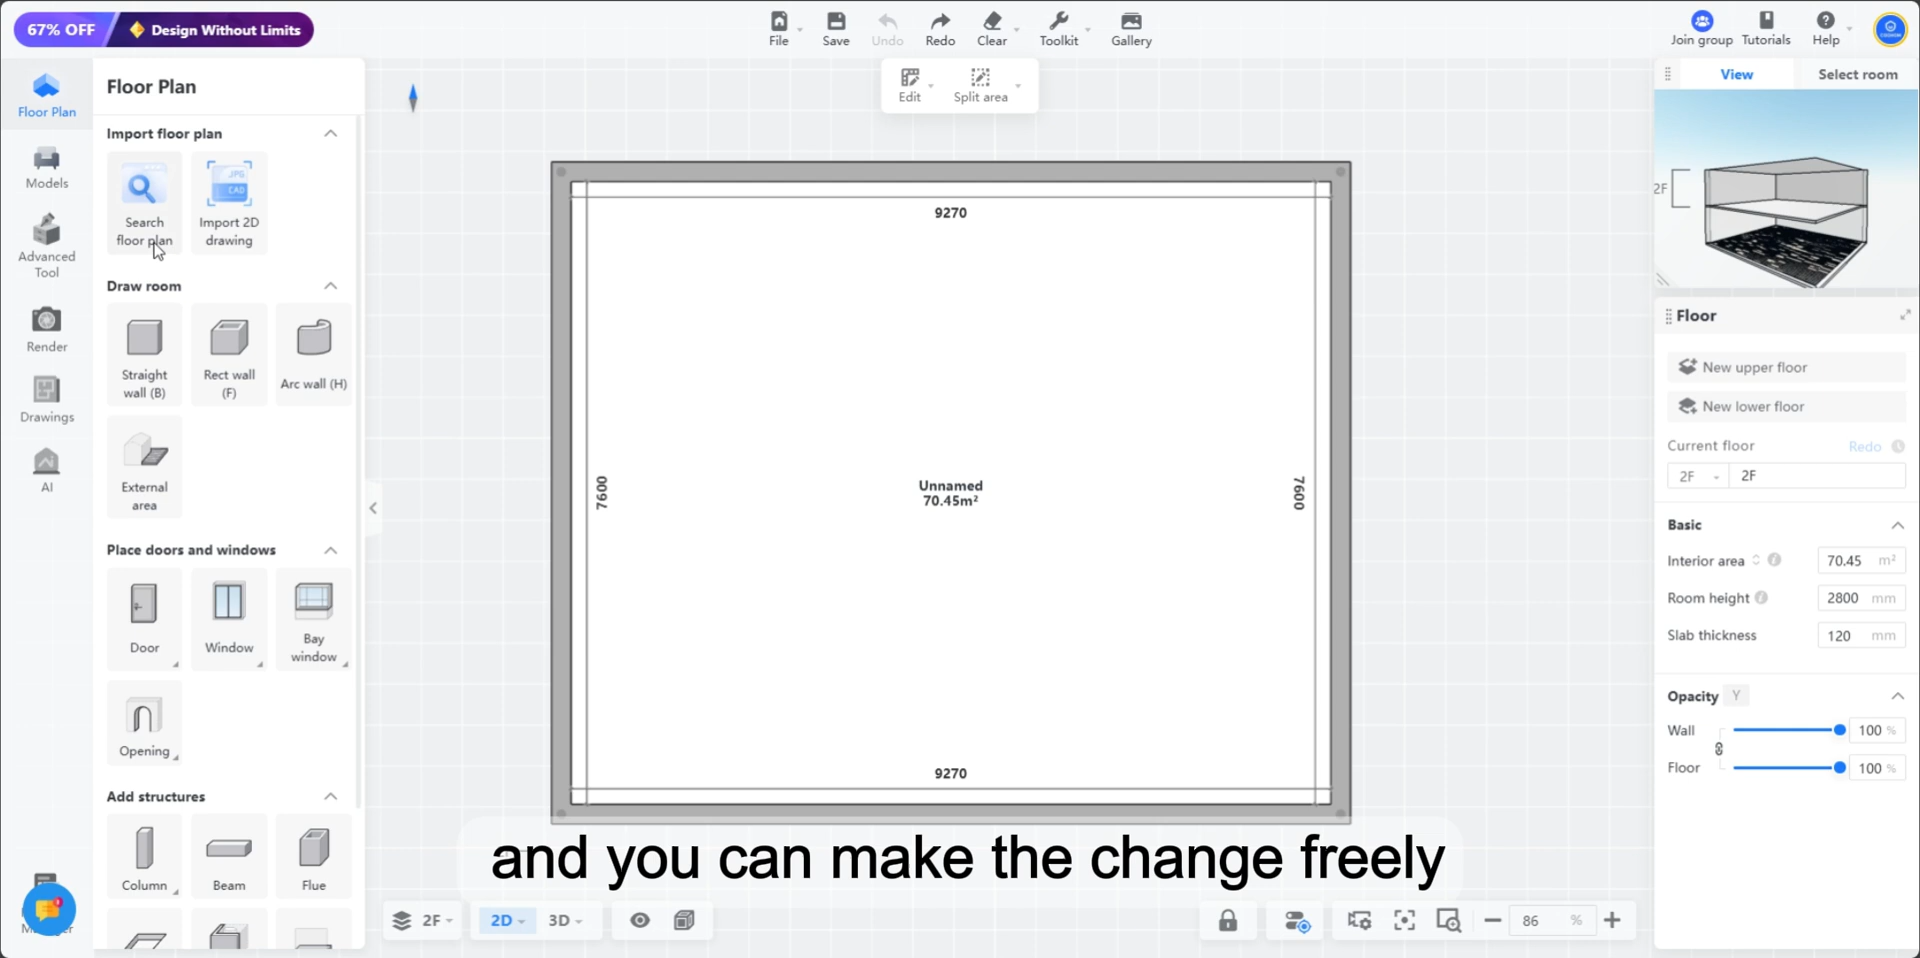 67% OFF
Design Without Limits
File
Save
Undo
Redo
Clear
Toolkit
Gallery
Join group
Tutorials
Help
Floor Plan
Models
Advanced
Tool
Render
Drawings
AI
Floor Plan
Import floor plan
Search
floor plan
JPG
CAD
Import 2D
drawing
Draw room
Straight
wall (B)
Rect wall
(F)
Arc wall (H)
External
area
Place doors and windows
Door
Window
Bay
window
Opening
Add structures
Column
Beam
Flue
Edit
Split area
9270
7600
Unnamed
70.45m²
7600
9270
and you can make the change freely
2F
2D
3D
86 %
View
Select room
2F
Floor
New upper floor
New lower floor
Current floor
Redo
2F
2F
Basic
Interior area
70.45 m²
Room height
2800 mm
Slab thickness
120 mm
Opacity Y
Wall
100 %
Floor
100 %